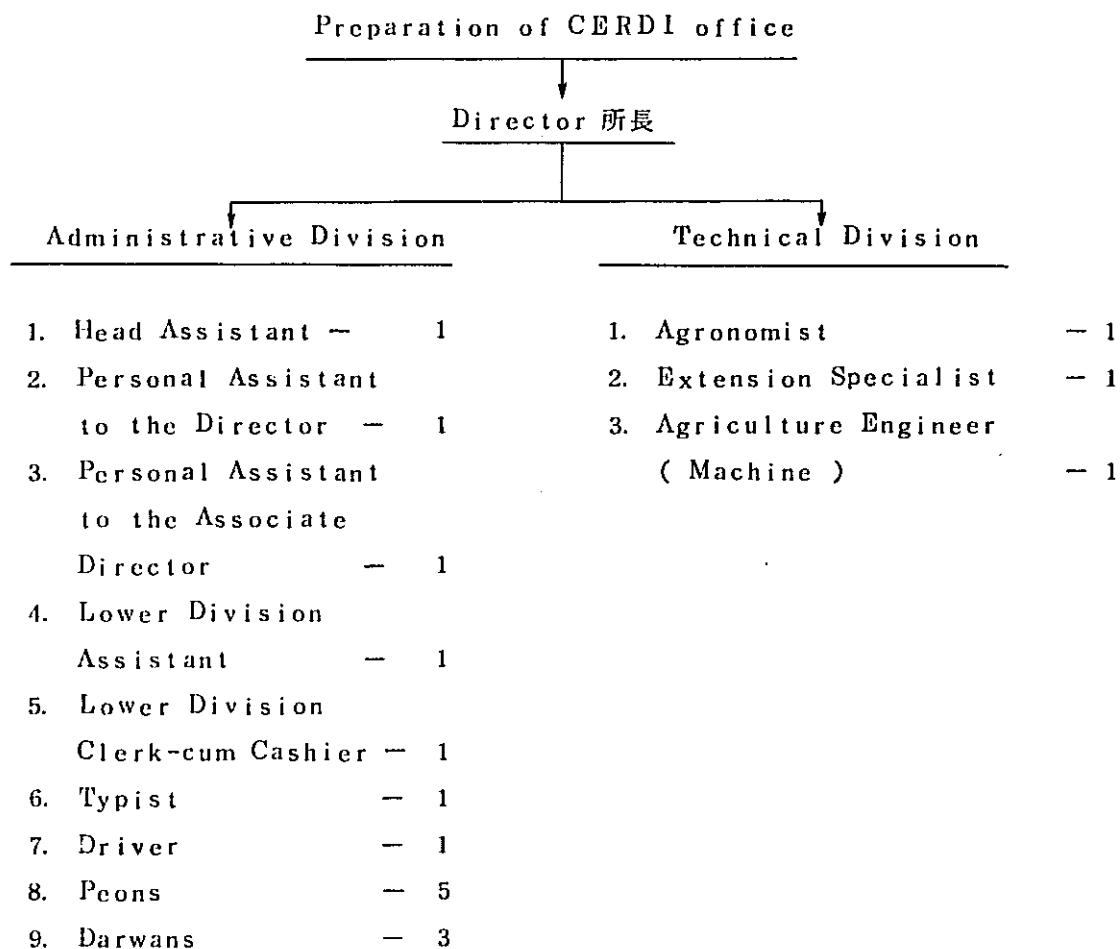 Preparation of CERDI office
Director 所長
Administrative Division
1. Head Assistant — 1
2. Personal Assistant
to the Director — 1
3. Personal Assistant
to the Associate
Director — 1
4. Lower Division
Assistant — 1
5. Lower Division
Clerk-cum Cashier — 1
6. Typist — 1
7. Driver — 1
8. Peons — 5
9. Darwans — 3
Technical Division
1. Agronomist — 1
2. Extension Specialist — 1
3. Agriculture Engineer
( Machine ) — 1